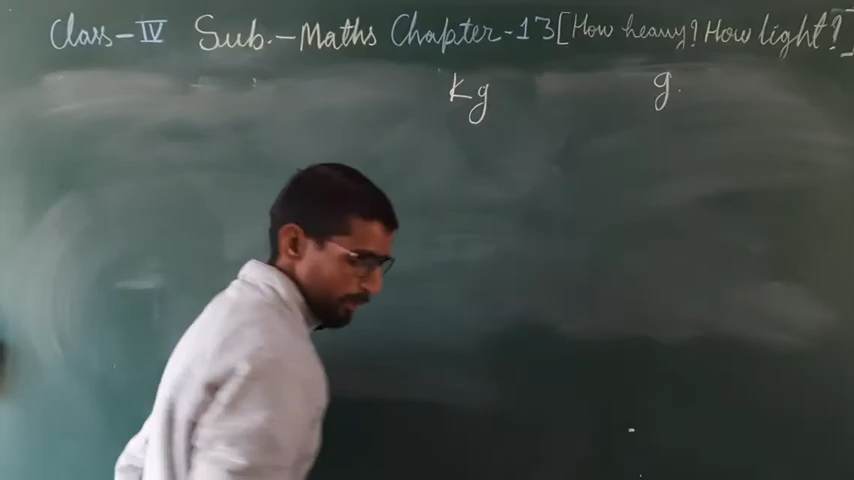 Class-IV Sub.-Maths Chapter-13[How heavy? How light?]
Kg g.